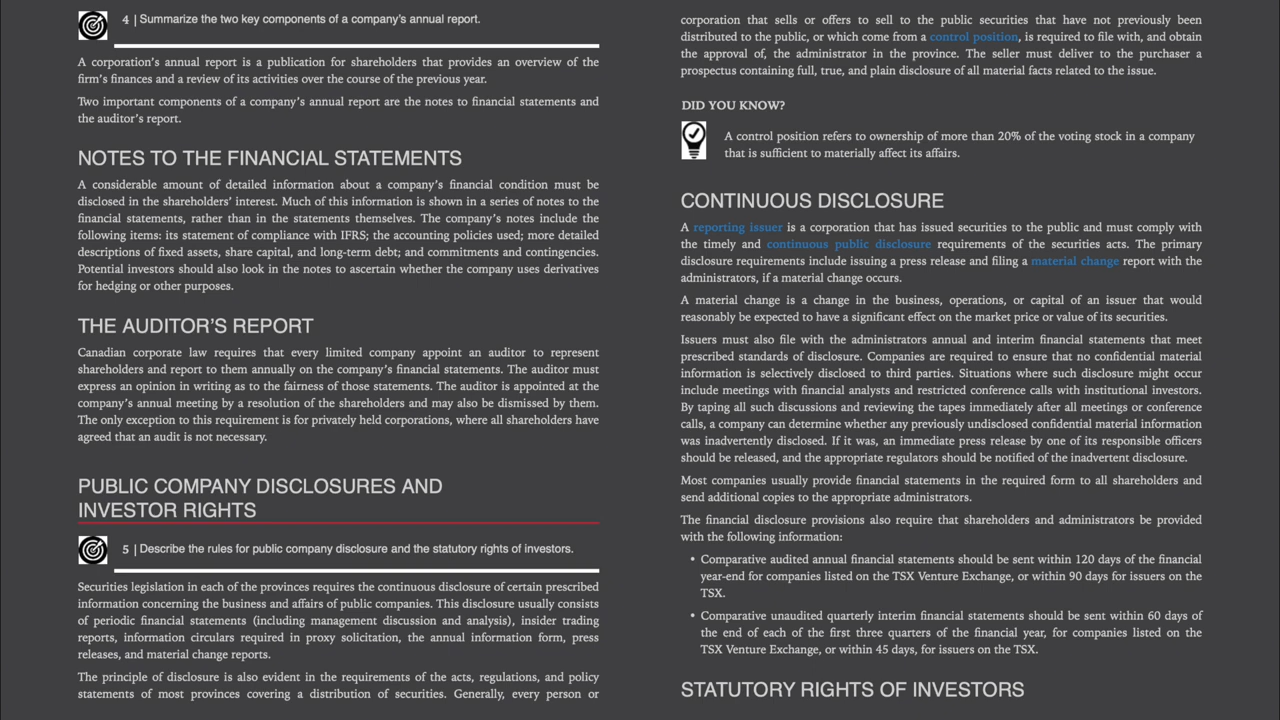 4 | Summarize the two key components of a company's annual report.
A corporation's annual report is a publication for shareholders that provides an overview of the
firm's finances and a review of its activities over the course of the previous year.
Two important components of a company's annual report are the notes to financial statements and
the auditor's report.
NOTES TO THE FINANCIAL STATEMENTS
A considerable amount of detailed information about a company's financial condition must be
disclosed in the shareholders' interest. Much of this information is shown in a series of notes to the
financial statements, rather than in the statements themselves. The company's notes include the
following items: its statement of compliance with IFRS; the accounting policies used; more detailed
descriptions of fixed assets, share capital, and long-term debt; and commitments and contingencies.
Potential investors should also look in the notes to ascertain whether the company uses derivatives
for hedging or other purposes.
THE AUDITOR'S REPORT
Canadian corporate law requires that every limited company appoint an auditor to represent
shareholders and report to them annually on the company's financial statements. The auditor must
express an opinion in writing as to the fairness of those statements. The auditor is appointed at the
company's annual meeting by a resolution of the shareholders and may also be dismissed by them.
The only exception to this requirement is for privately held corporations, where all shareholders have
agreed that an audit is not necessary.
PUBLIC COMPANY DISCLOSURES AND
INVESTOR RIGHTS
5 | Describe the rules for public company disclosure and the statutory rights of investors.
Securities legislation in each of the provinces requires the continuous disclosure of certain prescribed
information concerning the business and affairs of public companies. This disclosure usually consists
of periodic financial statements (including management discussion and analysis), insider trading
reports, information circulars required in proxy solicitation, the annual information form, press
releases, and material change reports.
The principle of disclosure is also evident in the requirements of the acts, regulations, and policy
statements of most provinces covering a distribution of securities. Generally, every person or
corporation that sells or offers to sell to the public securities that have not previously been
distributed to the public, or which come from a control position, is required to file with, and obtain
the approval of, the administrator in the province. The seller must deliver to the purchaser a
prospectus containing full, true, and plain disclosure of all material facts related to the issue.
DID YOU KNOW?
A control position refers to ownership of more than 20% of the voting stock in a company
that is sufficient to materially affect its affairs.
CONTINUOUS DISCLOSURE
A reporting issuer is a corporation that has issued securities to the public and must comply with
the timely and continuous public disclosure requirements of the securities acts. The primary
disclosure requirements include issuing a press release and filing a material change report with the
administrators, if a material change occurs.
A material change is a change in the business, operations, or capital of an issuer that would
reasonably be expected to have a significant effect on the market price or value of its securities.
Issuers must also file with the administrators annual and interim financial statements that meet
prescribed standards of disclosure. Companies are required to ensure that no confidential material
information is selectively disclosed to third parties. Situations where such disclosure might occur
include meetings with financial analysts and restricted conference calls with institutional investors.
By taping all such discussions and reviewing the tapes immediately after all meetings or conference
calls, a company can determine whether any previously undisclosed confidential material information
was inadvertently disclosed. If it was, an immediate press release by one of its responsible officers
should be released, and the appropriate regulators should be notified of the inadvertent disclosure.
Most companies usually provide financial statements in the required form to all shareholders and
send additional copies to the appropriate administrators.
The financial disclosure provisions also require that shareholders and administrators be provided
with the following information:
• Comparative audited annual financial statements should be sent within 120 days of the financial
year-end for companies listed on the TSX Venture Exchange, or within 90 days for issuers on the
TSX.
• Comparative unaudited quarterly interim financial statements should be sent within 60 days of
the end of each of the first three quarters of the financial year, for companies listed on the
TSX Venture Exchange, or within 45 days, for issuers on the TSX.
STATUTORY RIGHTS OF INVESTORS